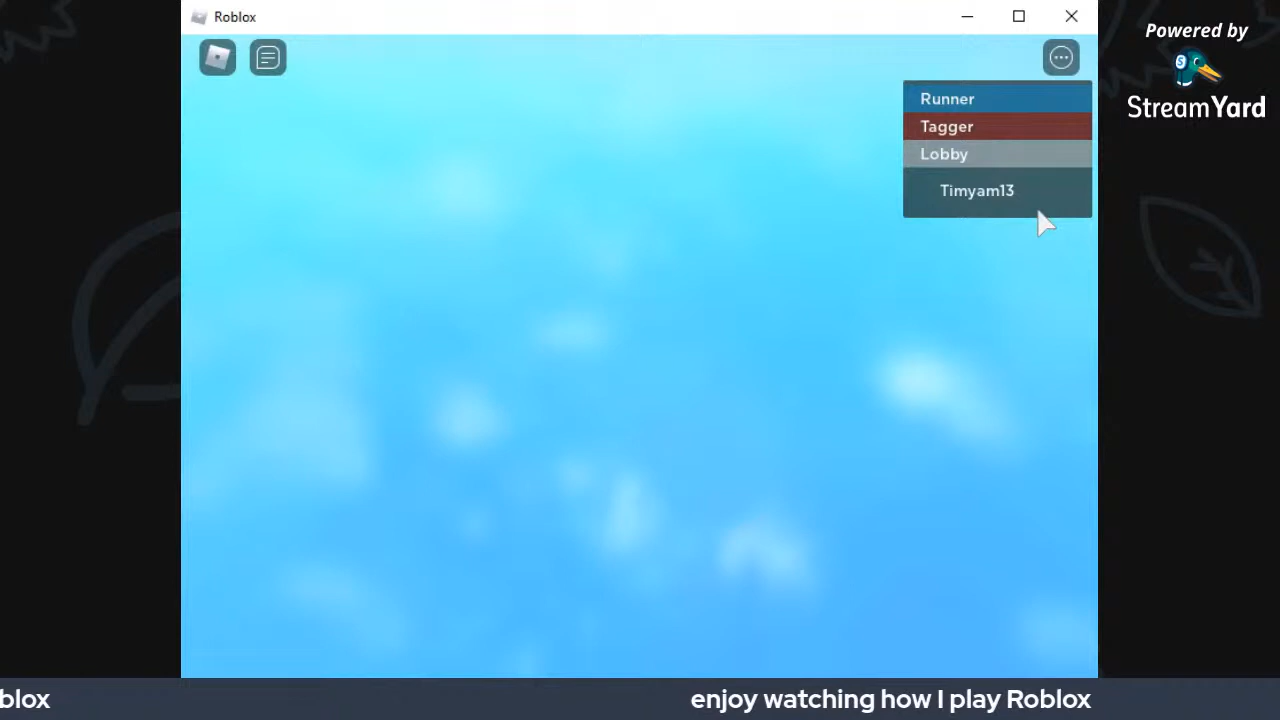 Roblox
Powered by
StreamYard
Runner
Tagger
Lobby
Timyam13
blox
enjoy watching how I play Roblox